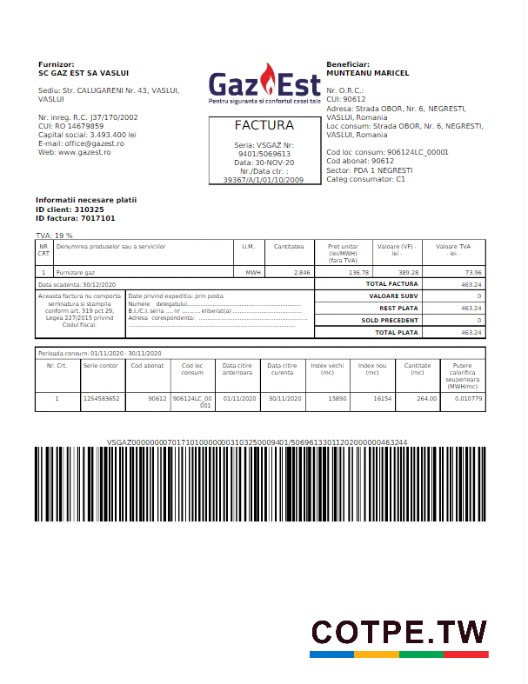 Furnizor:
SC GAZ EST SA VASLUI
Sediu: Str. CALUGARENI Nr. 43, VASLUI,
VASLUI
Nr. inreg. R.C. J37/170/2002
CUI: RO 14679859
Capital social: 3.493.400 lei
E-mail: office@gazest.ro
Web: www.gazest.ro
Gaz Est
Pentru siguranta si confortul casei tale
FACTURA
Seria: VSGAZ Nr:
9401/5069613
Data: 30-NOV-20
Nr./Data ctr. :
39367/A/1/01/10/2009
Beneficiar:
MUNTEANU MARICEL
Nr. O.R.C.:
CUI: 90612
Adresa: Strada OBOR, Nr. 6, NEGRESTI,
VASLUI, Romania
Loc consum: Strada OBOR, Nr. 6, NEGRESTI,
VASLUI, Romania
Cod loc consum: 906124LC_00001
Cod abonat: 90612
Sector: PDA 1 NEGRESTI
Categ consumator: C1
Informatii necesare platii
ID client: 310325
ID factura: 7017101
TVA: 19 %
NR CRT Denumirea produselor sau a serviciilor U.M. Cantitatea Pret unitar (lei/MWH) (fara TVA) Valoare (VF) - lei - Valoare TVA - lei -
1 Furnizare gaz MWH 2.846 136.78 389.28 73.96
Data scadenta: 30/12/2020 TOTAL FACTURA 463.24
Aceasta factura nu comporta
semnatura si stampila
conform art. 319 pct 29,
Legea 227/2015 privind
Codul fiscal.
Date privind expeditia: prin posta
Numele delegatului
B.I./C.I. seria .... nr .......... eliberat(a)
Adresa corespondenta:
VALOARE SUBV 0
REST PLATA 463.24
SOLD PRECEDENT 0
TOTAL PLATA 463.24
Perioada consum: 01/11/2020 - 30/11/2020
Nr. Crt. Serie contor Cod abonat Cod loc consum Data citire anterioara Data citire curenta Index vechi (mc) Index nou (mc) Cantitate (mc) Putere calorifica seuperioara (MWH/mc)
1 12S4583652 90612 906124LC_00001 01/11/2020 30/11/2020 15890 16154 264.00 0.010779
COTPE.TW